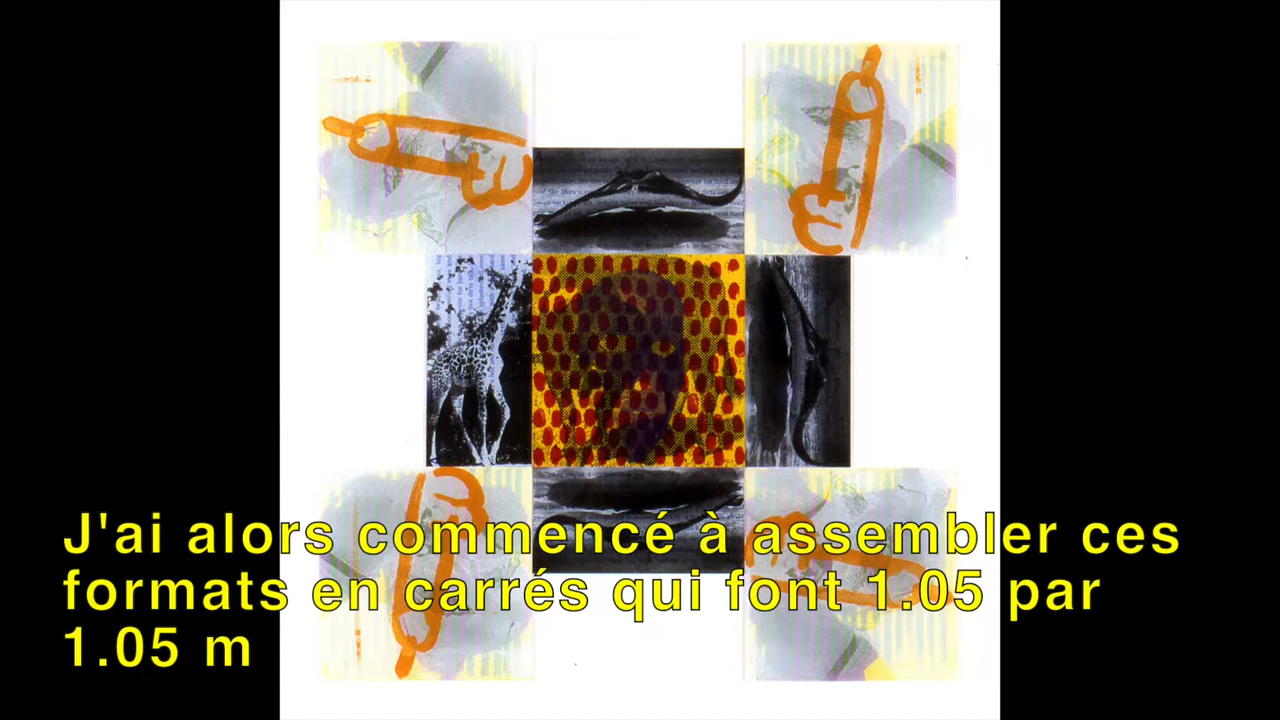 J'ai alors commencé à assembler ces
formats en carrés qui font 1.05 par
1.05 m